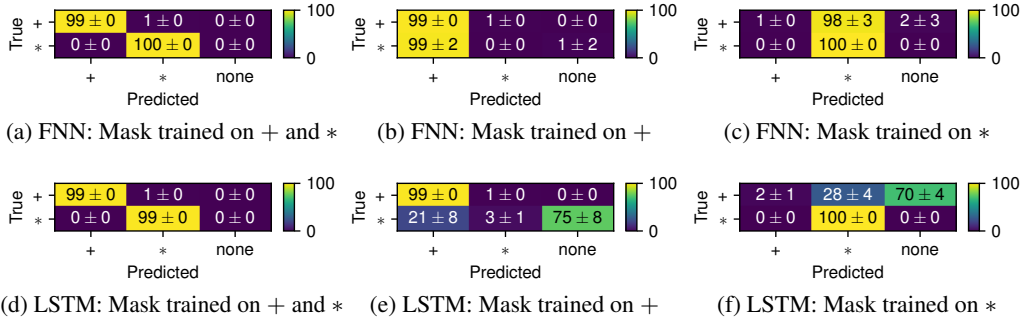 True
+ 99 ± 0 1 ± 0 0 ± 0
* 0 ± 0 100 ± 0 0 ± 0
+ * none
Predicted
100
0
(a) FNN: Mask trained on + and *
True
+ 99 ± 0 1 ± 0 0 ± 0
* 99 ± 2 0 ± 0 1 ± 2
+ * none
Predicted
100
0
(b) FNN: Mask trained on +
True
+ 1 ± 0 98 ± 3 2 ± 3
* 0 ± 0 100 ± 0 0 ± 0
+ * none
Predicted
100
0
(c) FNN: Mask trained on *
True
+ 99 ± 0 1 ± 0 0 ± 0
* 0 ± 0 99 ± 0 0 ± 0
+ * none
Predicted
100
0
(d) LSTM: Mask trained on + and *
True
+ 99 ± 0 1 ± 0 0 ± 0
* 21 ± 8 3 ± 1 75 ± 8
+ * none
Predicted
100
0
(e) LSTM: Mask trained on +
True
+ 2 ± 1 28 ± 4 70 ± 4
* 0 ± 0 100 ± 0 0 ± 0
+ * none
Predicted
100
0
(f) LSTM: Mask trained on *